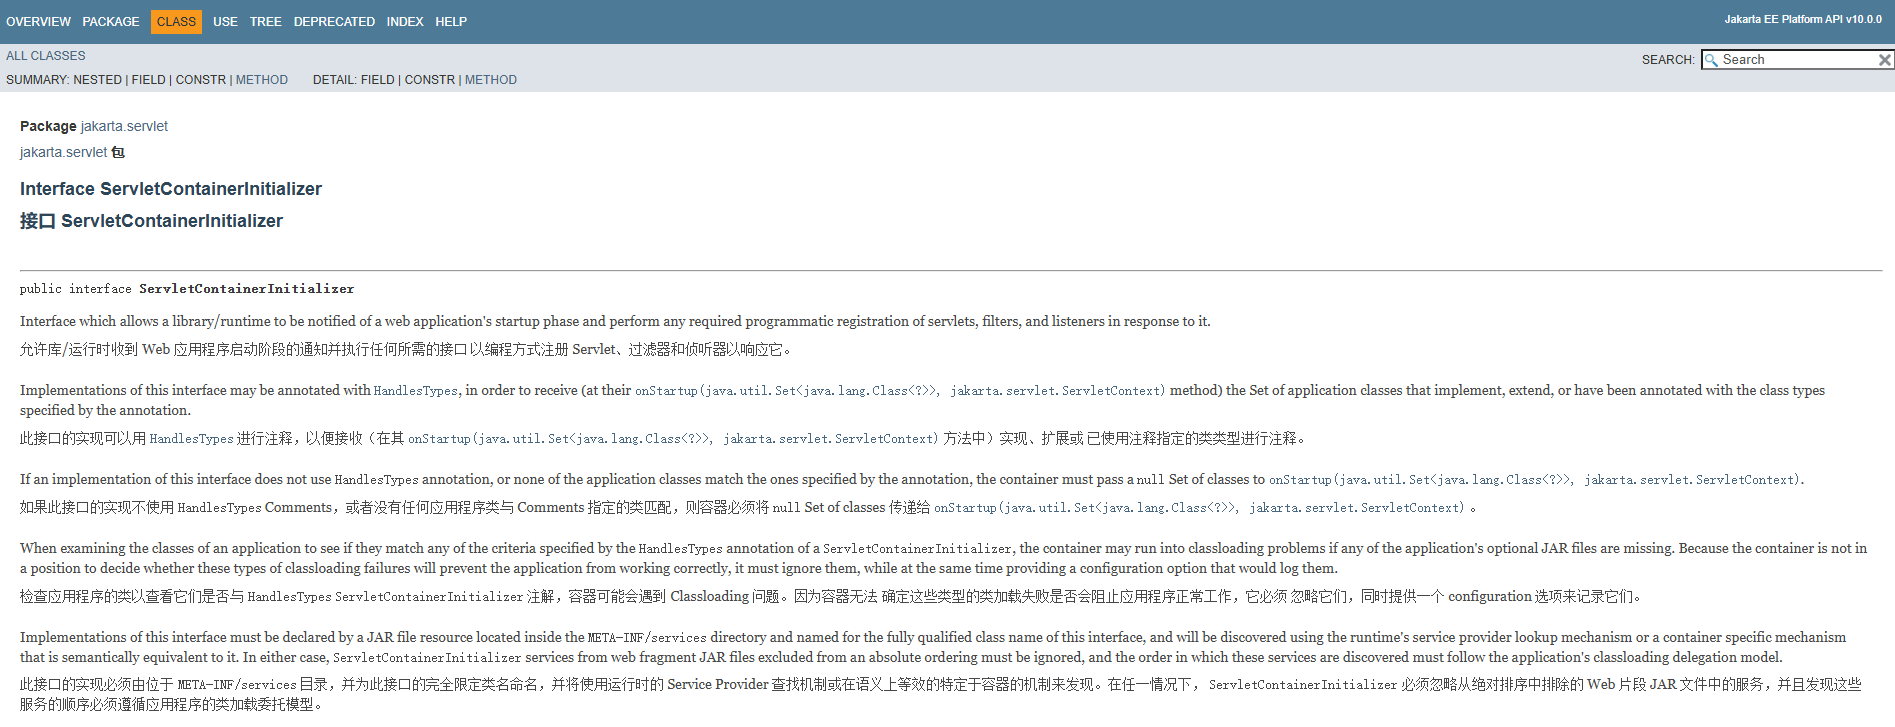 OVERVIEW PACKAGE CLASS USE TREE DEPRECATED INDEX HELP
Jakarta EE Platform API v10.0.0
ALL CLASSES
SEARCH: Search
SUMMARY: NESTED | FIELD | CONSTR | METHOD DETAIL: FIELD | CONSTR | METHOD
Package jakarta.servlet
jakarta.servlet 包
Interface ServletContainerInitializer
接口 ServletContainerInitializer
public interface ServletContainerInitializer
Interface which allows a library/runtime to be notified of a web application's startup phase and perform any required programmatic registration of servlets, filters, and listeners in response to it.
允许库/运行时收到 Web 应用程序启动阶段的通知并执行任何所需的接口 以编程方式注册 Servlet、过滤器和侦听器以响应它。
Implementations of this interface may be annotated with HandlesTypes, in order to receive (at their onStartup(java.util.Set<java.lang.Class<?>>, jakarta.servlet.ServletContext) method) the Set of application classes that implement, extend, or have been annotated with the class types
specified by the annotation.
此接口的实现可以用 HandlesTypes 进行注释，以便接收（在其 onStartup(java.util.Set<java.lang.Class<?>>, jakarta.servlet.ServletContext) 方法中）实现、扩展或 已使用注释指定的类类型进行注释。
If an implementation of this interface does not use HandlesTypes annotation, or none of the application classes match the ones specified by the annotation, the container must pass a null Set of classes to onStartup(java.util.Set<java.lang.Class<?>>, jakarta.servlet.ServletContext).
如果此接口的实现不使用 HandlesTypes Comments，或者没有任何应用程序类与 Comments 指定的类匹配，则容器必须将 null Set of classes 传递给 onStartup(java.util.Set<java.lang.Class<?>>, jakarta.servlet.ServletContext) 。
When examining the classes of an application to see if they match any of the criteria specified by the HandlesTypes annotation of a ServletContainerInitializer, the container may run into classloading problems if any of the application's optional JAR files are missing. Because the container is not in
a position to decide whether these types of classloading failures will prevent the application from working correctly, it must ignore them, while at the same time providing a configuration option that would log them.
检查应用程序的类以查看它们是否与 HandlesTypes ServletContainerInitializer 注解，容器可能会遇到 Classloading 问题。因为容器无法 确定这些类型的类加载失败是否会阻止应用程序正常工作，它必须 忽略它们，同时提供一个 configuration 选项来记录它们。
Implementations of this interface must be declared by a JAR file resource located inside the META-INF/services directory and named for the fully qualified class name of this interface, and will be discovered using the runtime's service provider lookup mechanism or a container specific mechanism
that is semantically equivalent to it. In either case, ServletContainerInitializer services from web fragment JAR files excluded from an absolute ordering must be ignored, and the order in which these services are discovered must follow the application's classloading delegation model.
此接口的实现必须由位于 META-INF/services 目录，并为此接口的完全限定类名命名，并将使用运行时的 Service Provider 查找机制或在语义上等效的特定于容器的机制来发现。在任一情况下， ServletContainerInitializer 必须忽略从绝对排序中排除的 Web 片段 JAR 文件中的服务，并且发现这些
服务的顺序必须遵循应用程序的类加载委托模型。